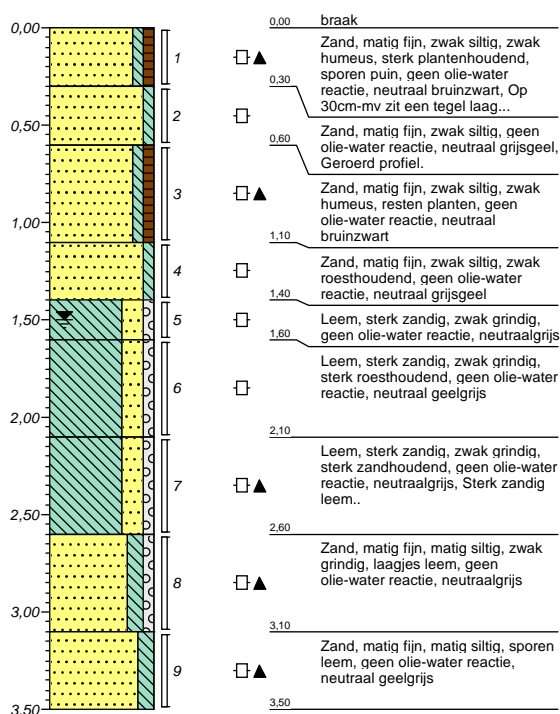 0,00
0,50
1,00
1,50
2,00
2,50
3,00
3,50
1
2
3
4
5
6
7
8
9
0,00 braak
Zand, matig fijn, zwak siltig, zwak
humeus, sterk plantenhoudend,
sporen puin, geen olie-water
reactie, neutraal bruinzwart, Op
30cm-mv zit een tegel laag...
0,30
Zand, matig fijn, zwak siltig, geen
olie-water reactie, neutraal grijsgeel,
Geroerd profiel.
0,60
Zand, matig fijn, zwak siltig, zwak
humeus, resten planten, geen
olie-water reactie, neutraal
bruinzwart
1,10
Zand, matig fijn, zwak siltig, zwak
roesthoudend, geen olie-water
reactie, neutraal grijsgeel
1,40
Leem, sterk zandig, zwak grindig,
geen olie-water reactie, neutraalgrijs
1,60
Leem, sterk zandig, zwak grindig,
sterk roesthoudend, geen olie-water
reactie, neutraal geelgrijs
2,10
Leem, sterk zandig, zwak grindig,
sterk zandhoudend, geen olie-water
reactie, neutraalgrijs, Sterk zandig
leem..
2,60
Zand, matig fijn, matig siltig, zwak
grindig, laagjes leem, geen
olie-water reactie, neutraalgrijs
3,10
Zand, matig fijn, matig siltig, sporen
leem, geen olie-water reactie,
neutraal geelgrijs
3,50